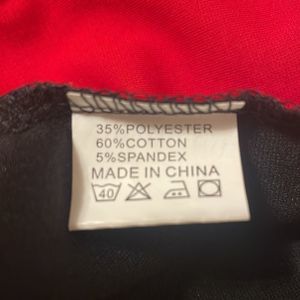 35%POLYESTER
60%COTTON
5%SPANDEX
MADE IN CHINA
40